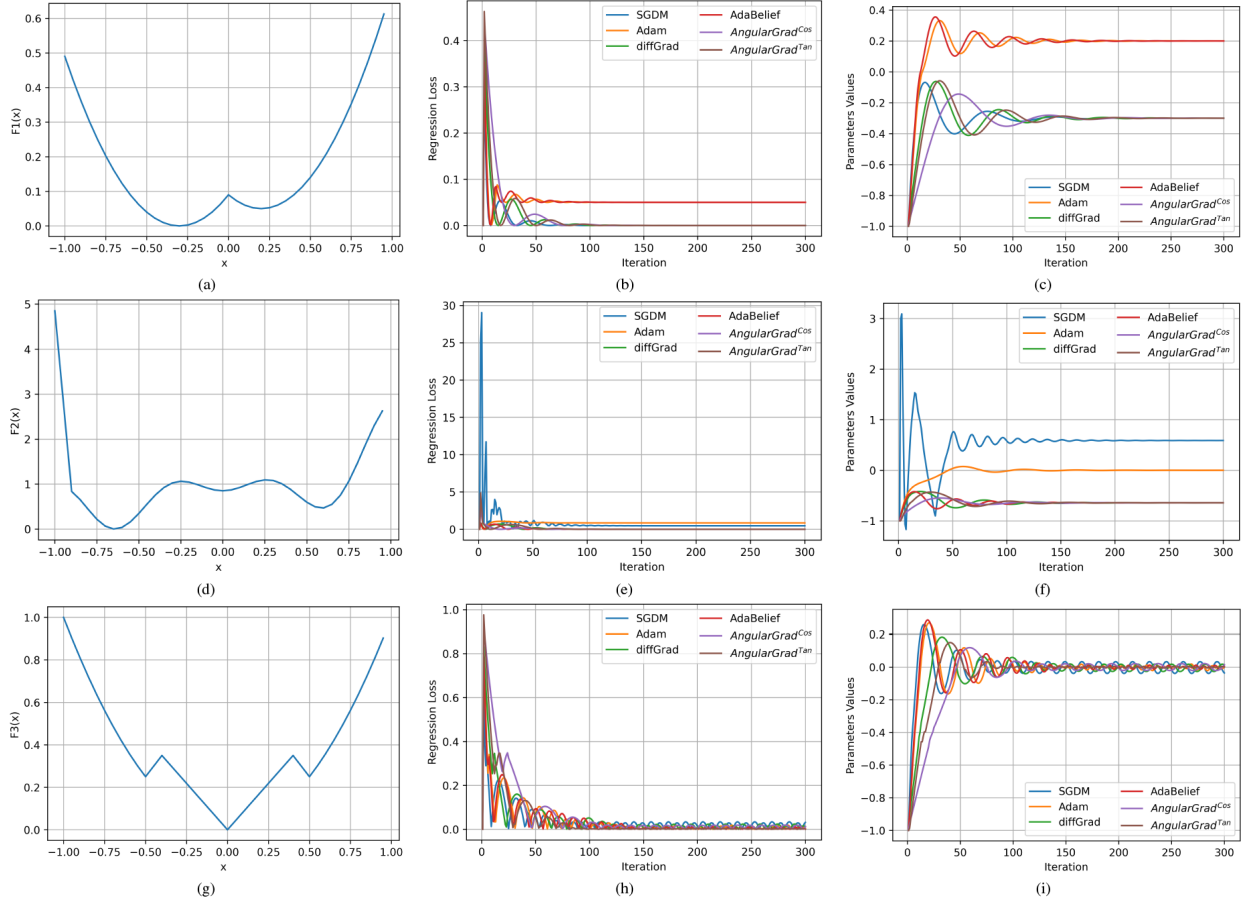 0.6
0.5
0.4
0.3
0.2
0.1
0.0
F1(x)
−1.00 −0.75 −0.50 −0.25 0.00 0.25 0.50 0.75 1.00
x
(a)
0.4
0.3
0.2
0.1
0.0
Regression Loss
SGDM
Adam
diffGrad
AdaBelief
AngularGrad^Cos
AngularGrad^Tan
0 50 100 150 200 250 300
Iteration
(b)
0.4
0.2
0.0
−0.2
−0.4
−0.6
−0.8
−1.0
Parameters Values
SGDM
Adam
diffGrad
AdaBelief
AngularGrad^Cos
AngularGrad^Tan
0 50 100 150 200 250 300
Iteration
(c)
5
4
3
2
1
0
F2(x)
−1.00 −0.75 −0.50 −0.25 0.00 0.25 0.50 0.75 1.00
x
(d)
30
25
20
15
10
5
0
Regression Loss
SGDM
Adam
diffGrad
AdaBelief
AngularGrad^Cos
AngularGrad^Tan
0 50 100 150 200 250 300
Iteration
(e)
3
2
1
0
−1
Parameters Values
SGDM
Adam
diffGrad
AdaBelief
AngularGrad^Cos
AngularGrad^Tan
0 50 100 150 200 250 300
Iteration
(f)
1.0
0.8
0.6
0.4
0.2
0.0
F3(x)
−1.00 −0.75 −0.50 −0.25 0.00 0.25 0.50 0.75 1.00
x
(g)
1.0
0.8
0.6
0.4
0.2
0.0
Regression Loss
SGDM
Adam
diffGrad
AdaBelief
AngularGrad^Cos
AngularGrad^Tan
0 50 100 150 200 250 300
Iteration
(h)
0.2
0.0
−0.2
−0.4
−0.6
−0.8
−1.0
Parameters Values
SGDM
Adam
diffGrad
AdaBelief
AngularGrad^Cos
AngularGrad^Tan
0 50 100 150 200 250 300
Iteration
(i)